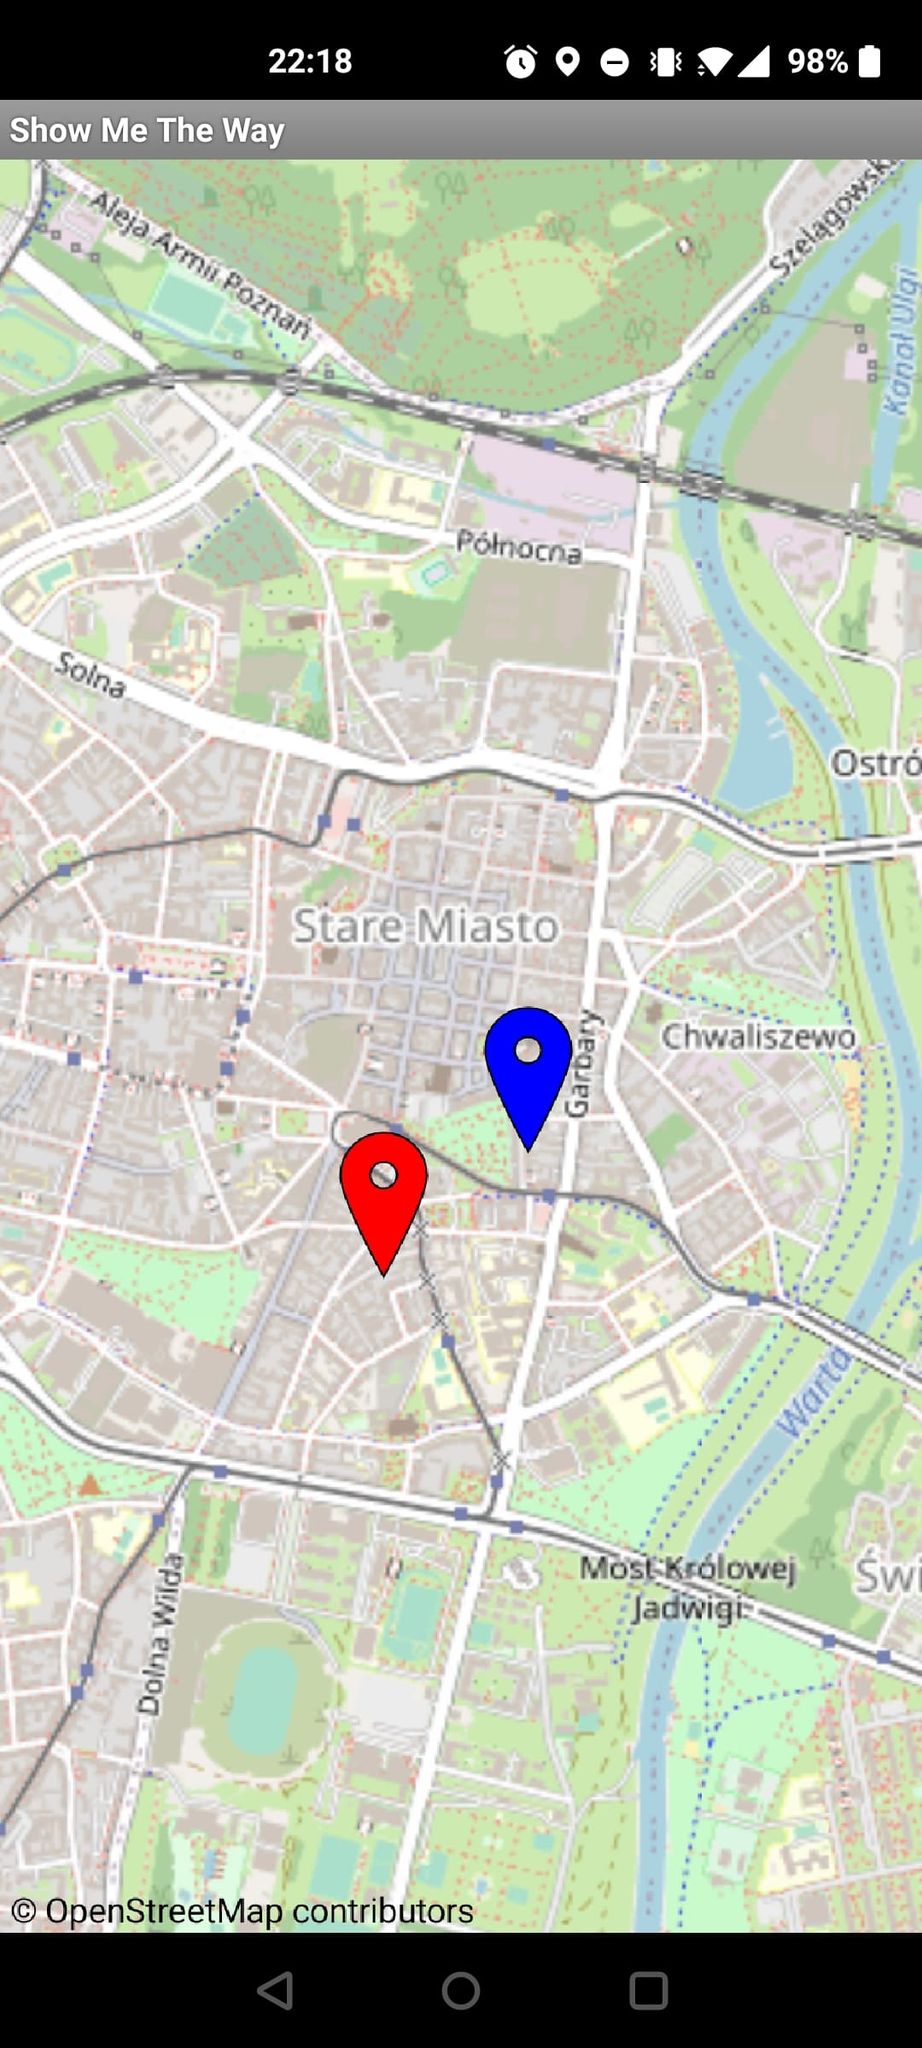 22:18
98%
Show Me The Way
Aleja Armii Poznań
Szelągowska
Kanał Ulgi
Północna
Solna
Ostró
Stare Miasto
Garbary
Chwaliszewo
Warta
Most Królowej
Jadwigi
Świ
Dolna Wilda
© OpenStreetMap contributors